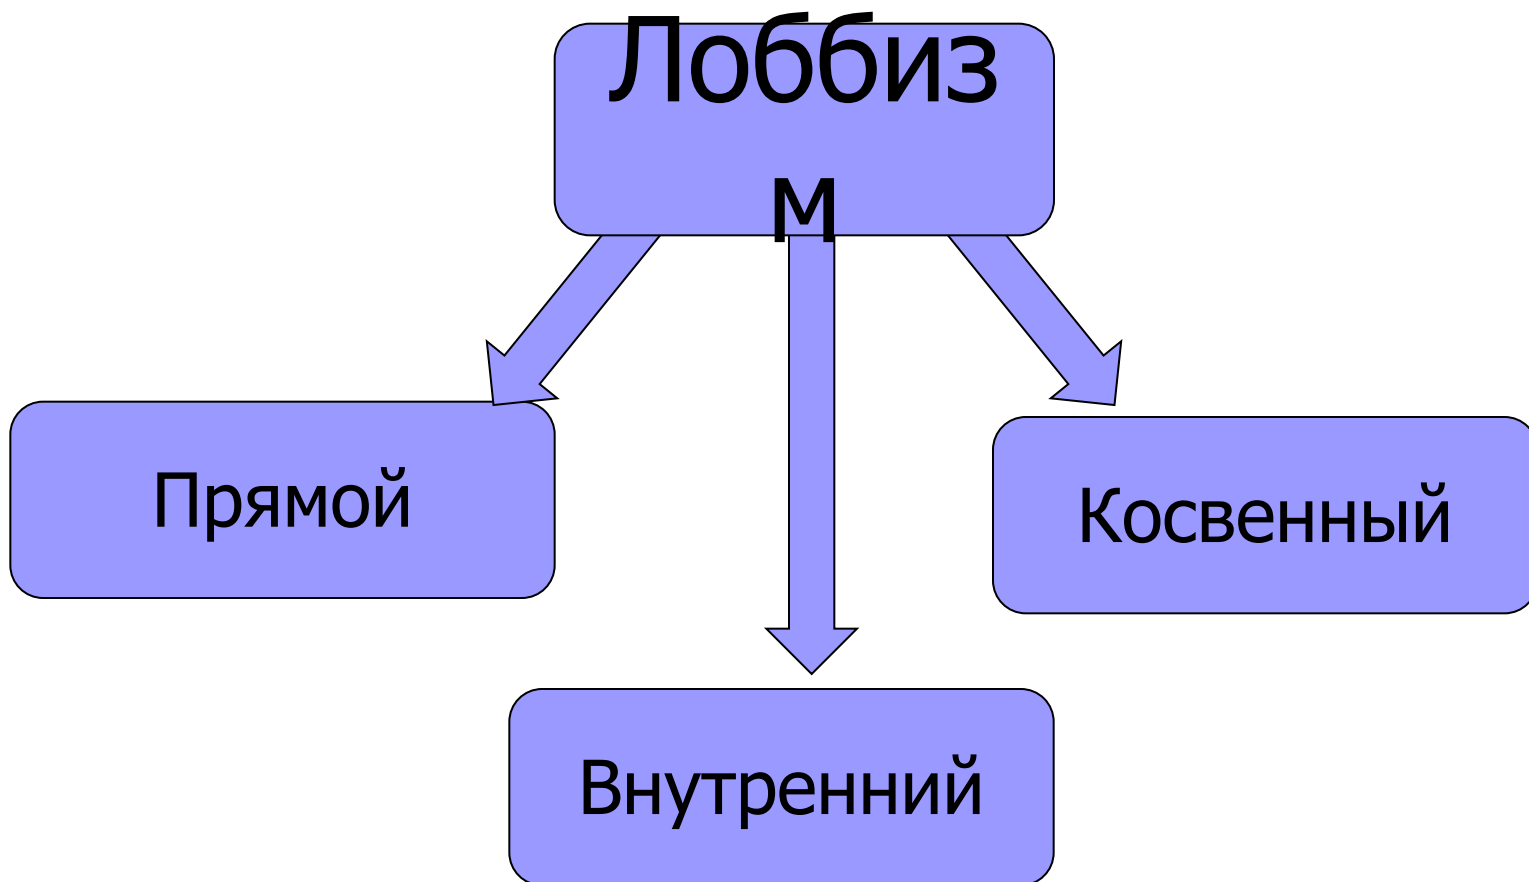 Лоббиз
м
Прямой
Косвенный
Внутренний